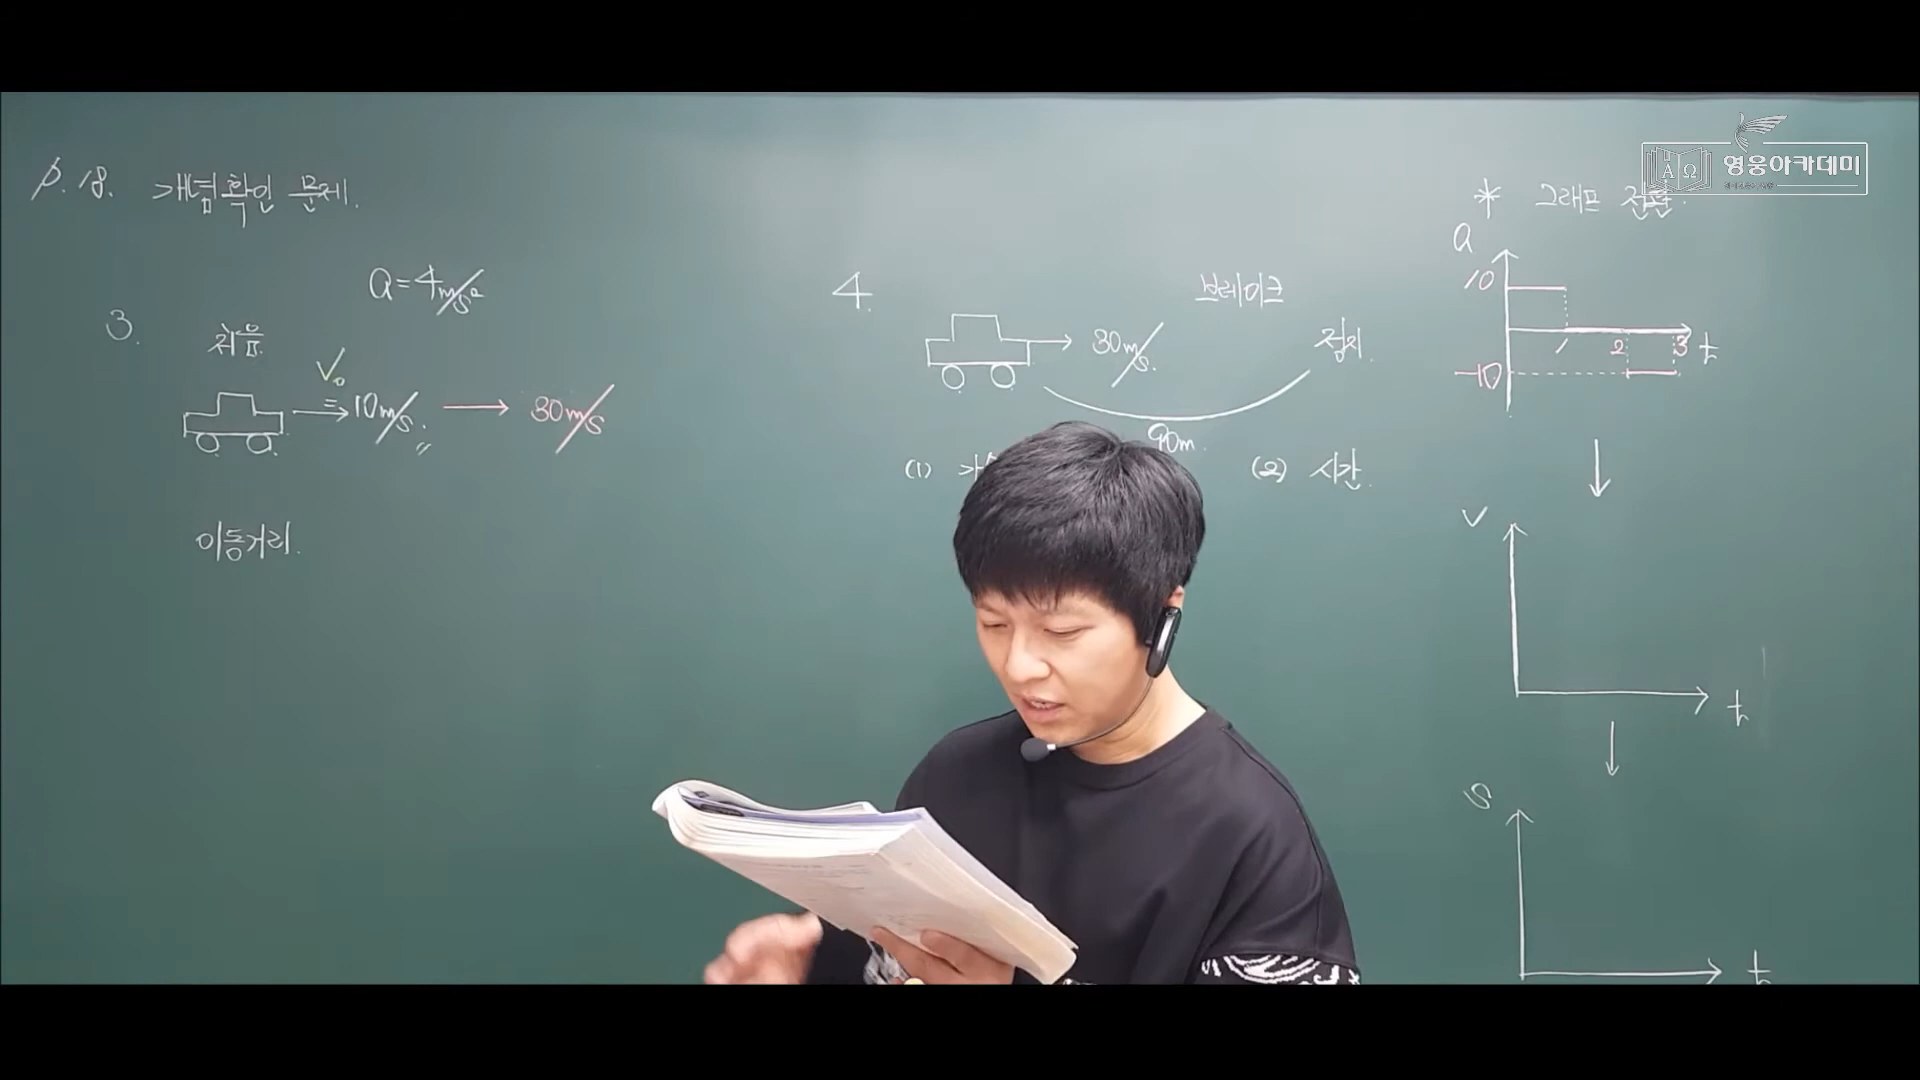 P.18. 개념확인 문제.
a=4m/s²
3.
처음
V₀
=
10m/s.
30m/s
이동거리.
4.
브레이크
30m/s.
정지.
90m.
(1) 가
(2) 시간.
영웅아카데미
A Ω
* 그래프 전환.
a
10
1 2 3 t
-10
V
t
S
t